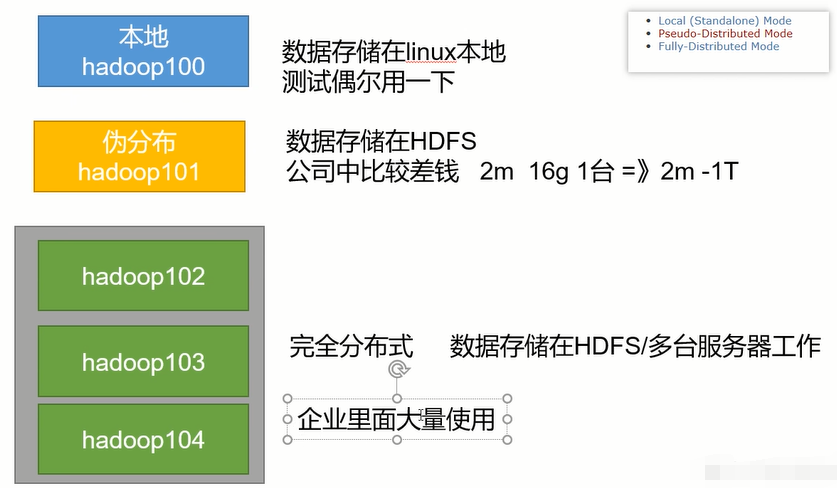 本地
hadoop100
数据存储在linux本地
测试偶尔用一下
Local (Standalone) Mode
Pseudo-Distributed Mode
Fully-Distributed Mode
伪分布
hadoop101
数据存储在HDFS
公司中比较差钱 2m 16g 1台 =》2m -1T
hadoop102
hadoop103
hadoop104
完全分布式 数据存储在HDFS/多台服务器工作
企业里面大量使用